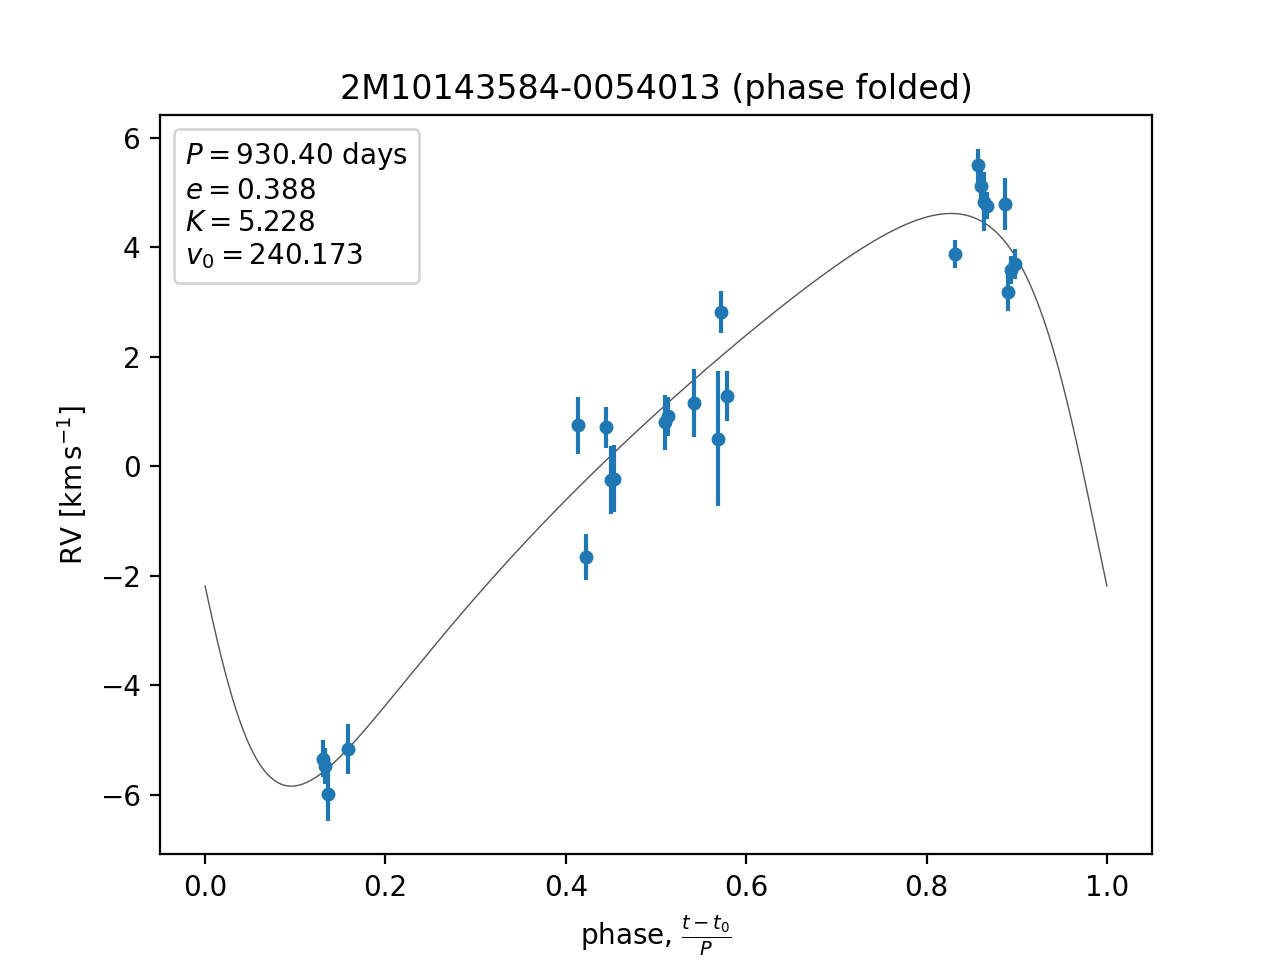 2M10143584-0054013 (phase folded)
P = 930.40 days
e = 0.388
K = 5.228
v₀ = 240.173
6
4
2
0
−2
−4
−6
RV [km s⁻¹]
0.0 0.2 0.4 0.6 0.8 1.0
phase, (t − t₀)/P